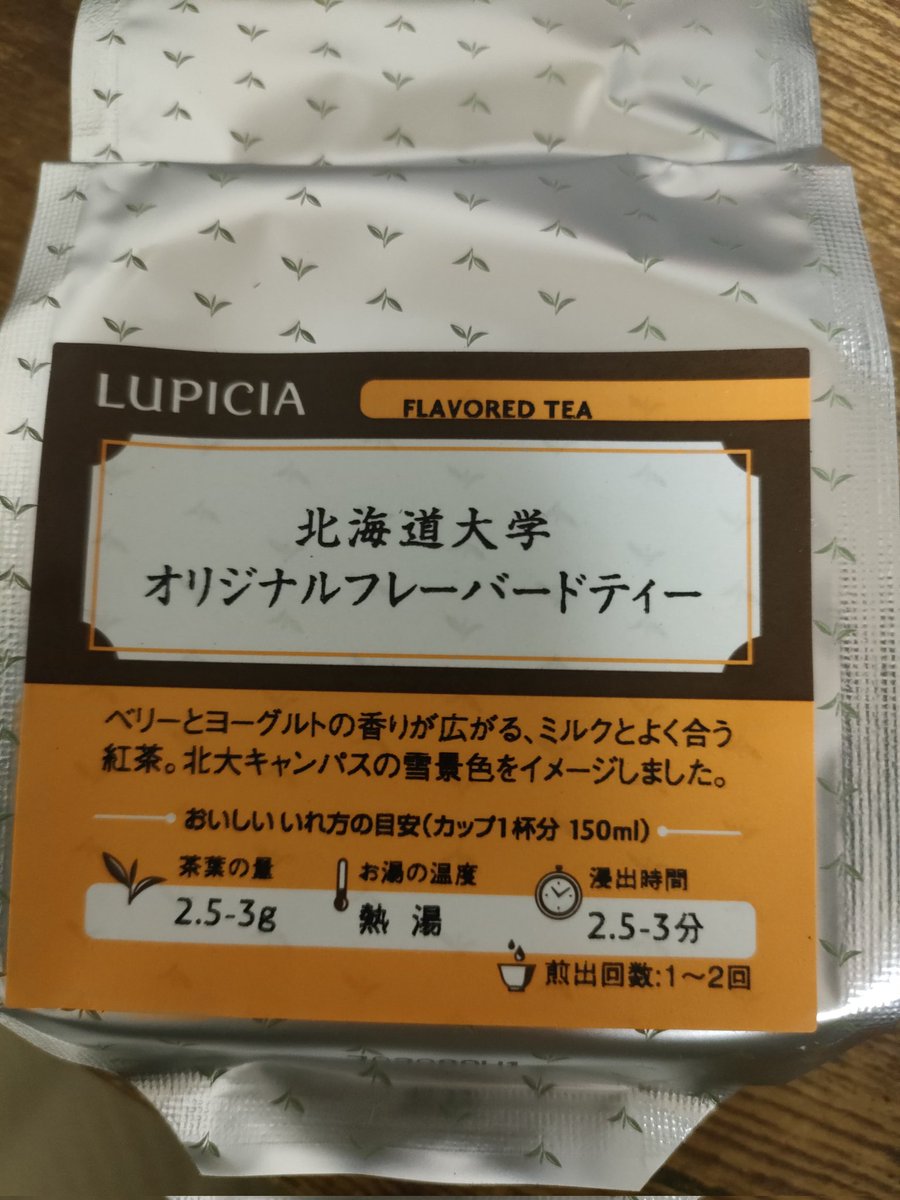 LUPICIA
FLAVORED TEA
北海道大学
オリジナルフレーバードティー
ベリーとヨーグルトの香りが広がる、ミルクとよく合う
紅茶。北大キャンパスの雪景色をイメージしました。
おいしい いれ方の目安(カップ1杯分 150ml)
茶葉の量
2.5-3g
お湯の温度
熱 湯
浸出時間
2.5-3分
煎出回数:1〜2回